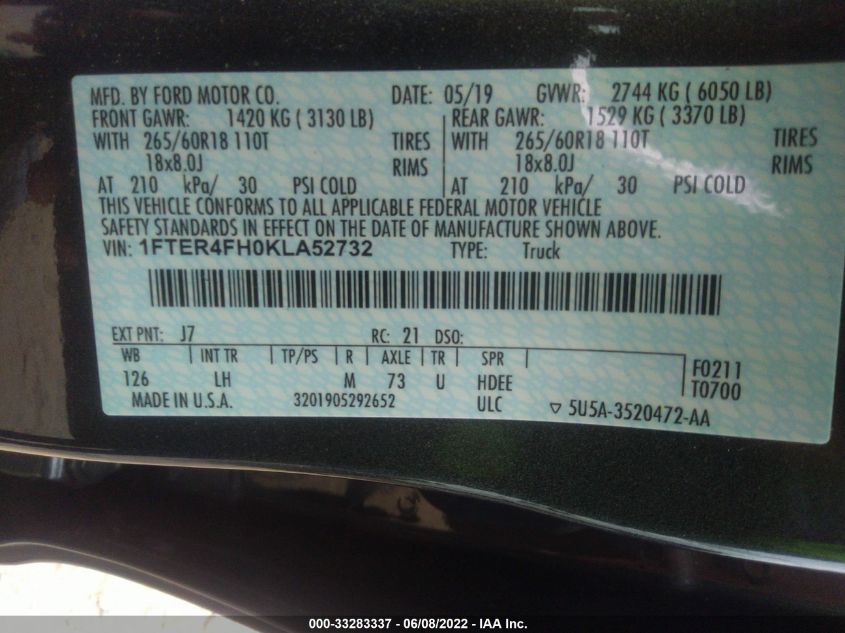 MFD. BY FORD MOTOR CO. DATE: 05/19 GVWR: 2744 KG ( 6050 LB)
FRONT GAWR: 1420 KG ( 3130 LB) REAR GAWR: 1529 KG ( 3370 LB)
WITH 265/60R18 110T TIRES WITH 265/60R18 110T TIRES
18x8.0J RIMS 18x8.0J RIMS
AT 210 kPa/ 30 PSI COLD AT 210 kPa/ 30 PSI COLD
THIS VEHICLE CONFORMS TO ALL APPLICABLE FEDERAL MOTOR VEHICLE
SAFETY STANDARDS IN EFFECT ON THE DATE OF MANUFACTURE SHOWN ABOVE.
VIN: 1FTER4FH0KLA52732 TYPE: Truck
EXT PNT: J7 RC: 21 DSO:
WB INT TR TP/PS R AXLE TR SPR F0211
126 LH M 73 U HDEE T0700
MADE IN U.S.A. 3201905292652 ULC ▽ 5U5A-3520472-AA
000-33283337 - 06/08/2022 - IAA Inc.